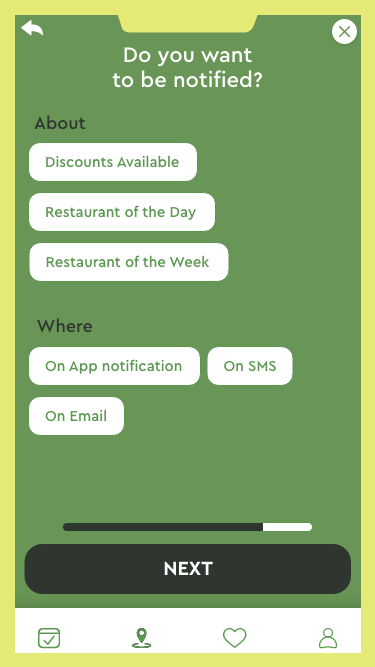 Do you want
to be notified?
About
Discounts Available
Restaurant of the Day
Restaurant of the Week
Where
On App notification On SMS
On Email
NEXT